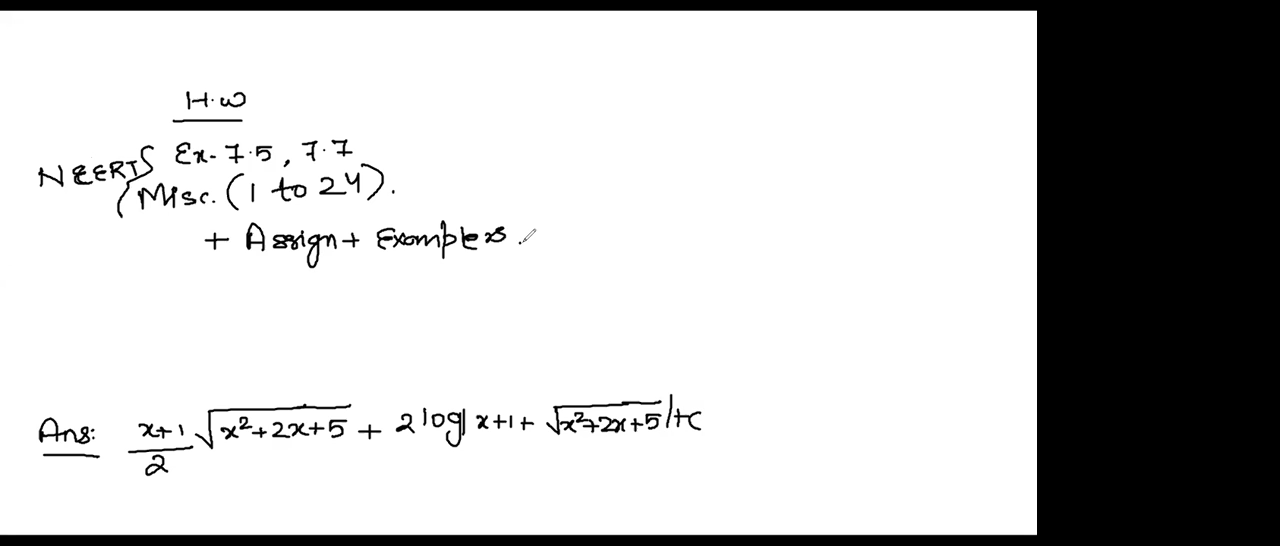 H.W
NEERTS Ex- 7.5, 7.7
Misc. (1 to 24).
+ Assign + Examples.
Ans: x+1/2 √(x²+2x+5) + 2 log|x+1+ √(x²+2x+5)|+c